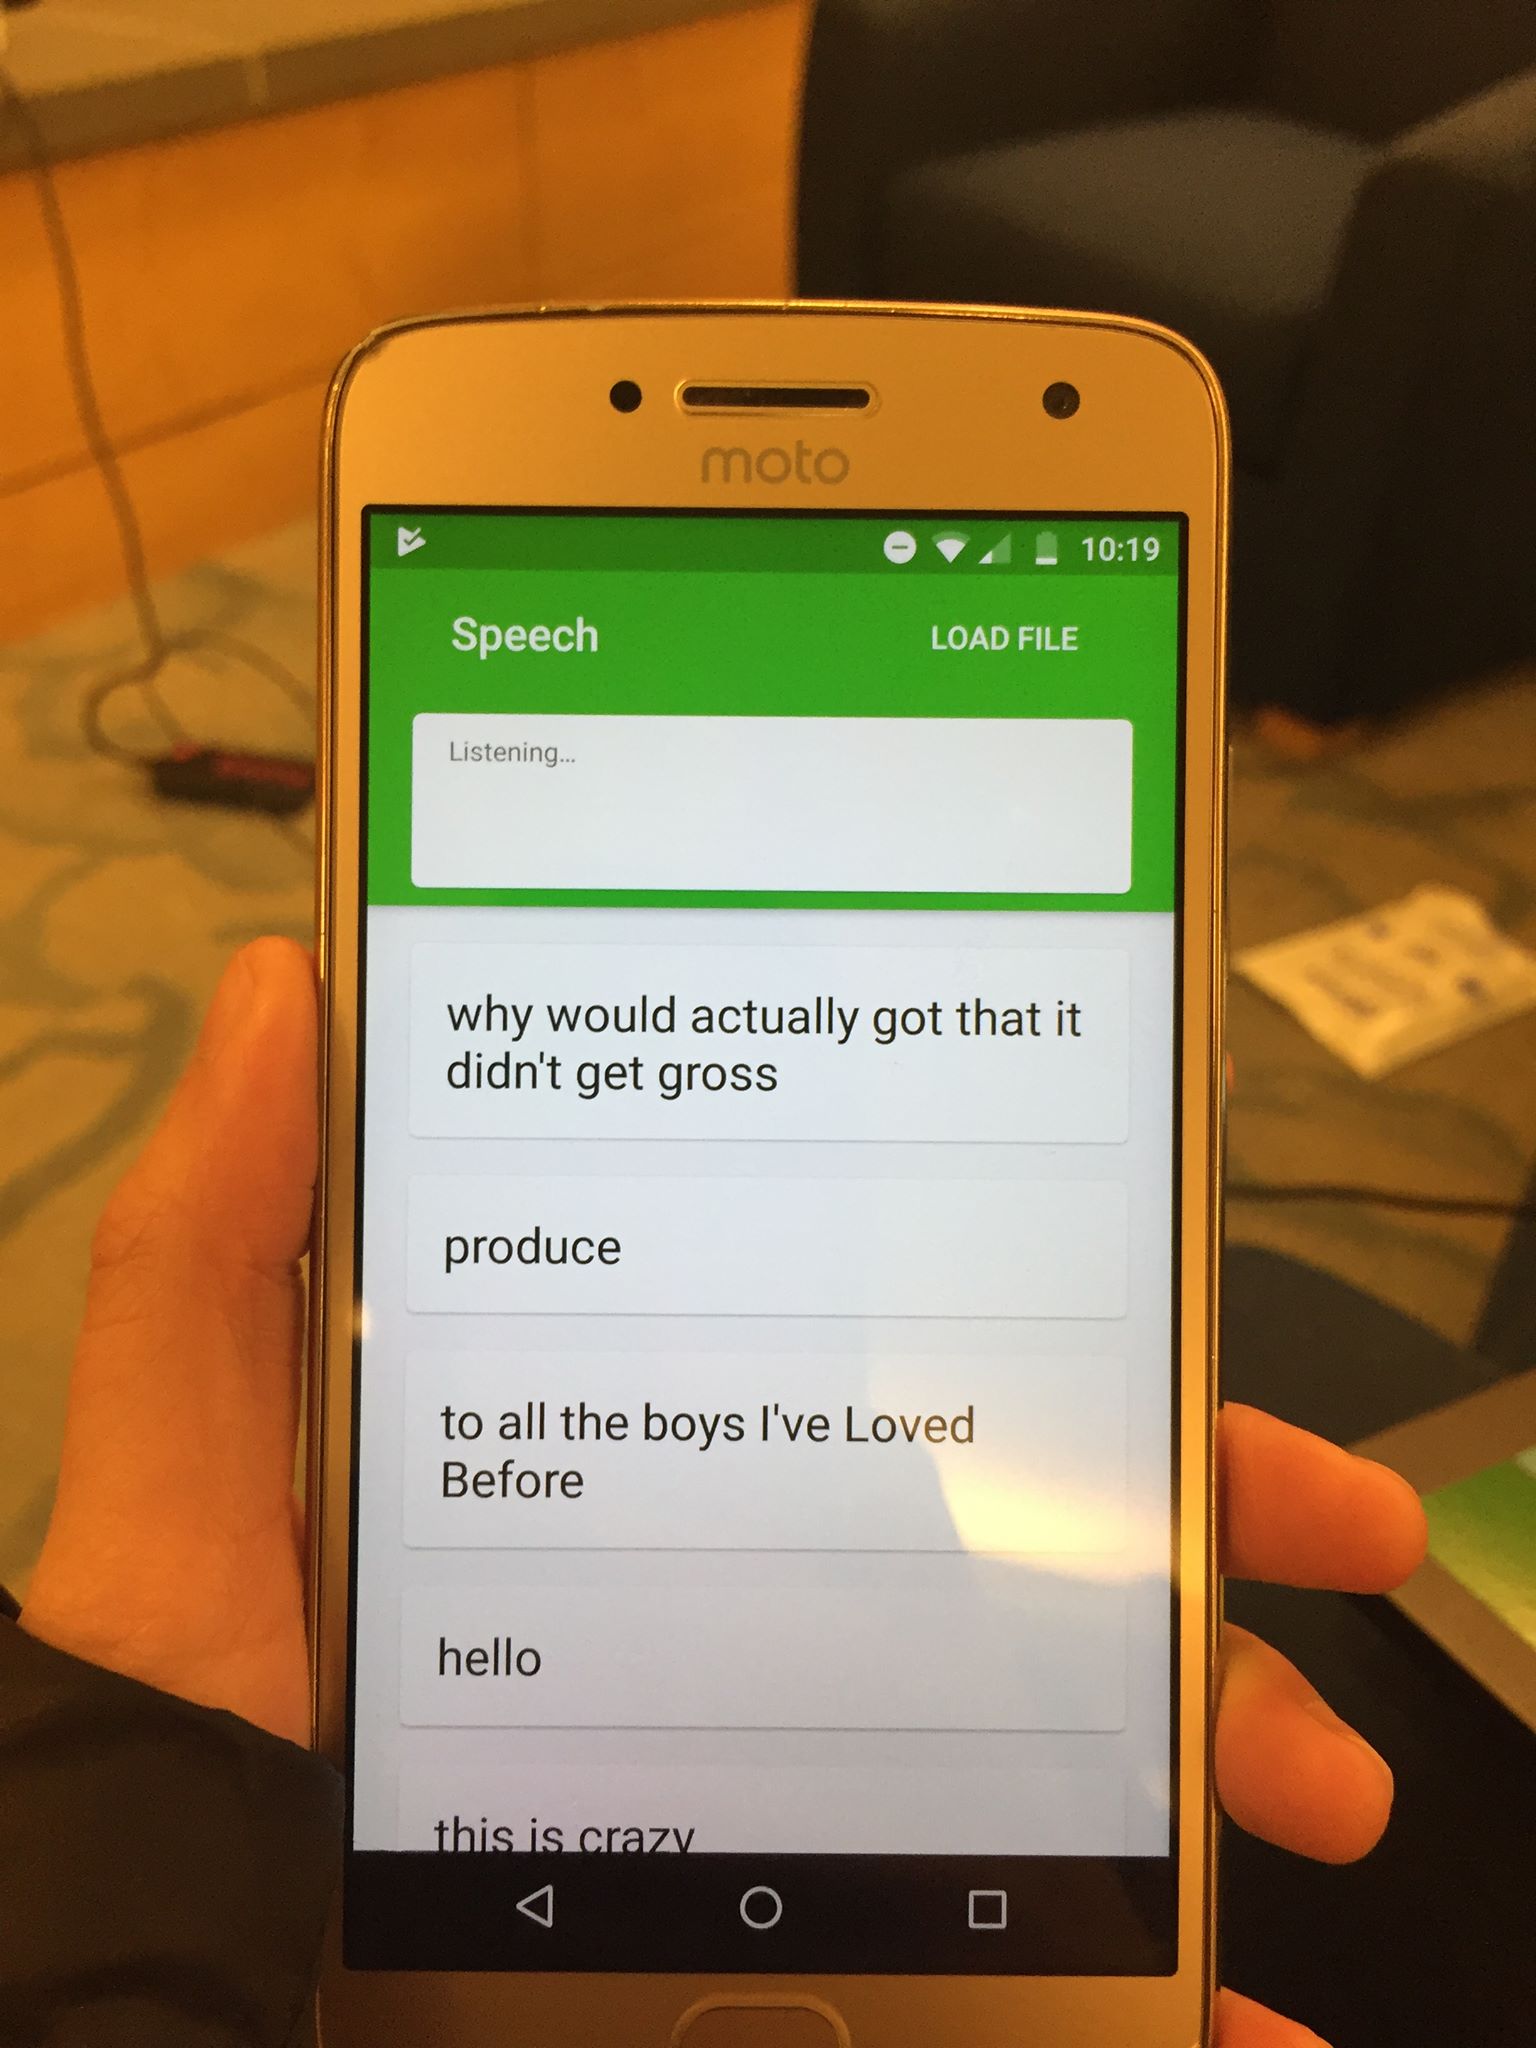 moto
10:19
Speech
LOAD FILE
Listening...
why would actually got that it
didn't get gross
produce
to all the boys I've Loved
Before
hello
this is crazy